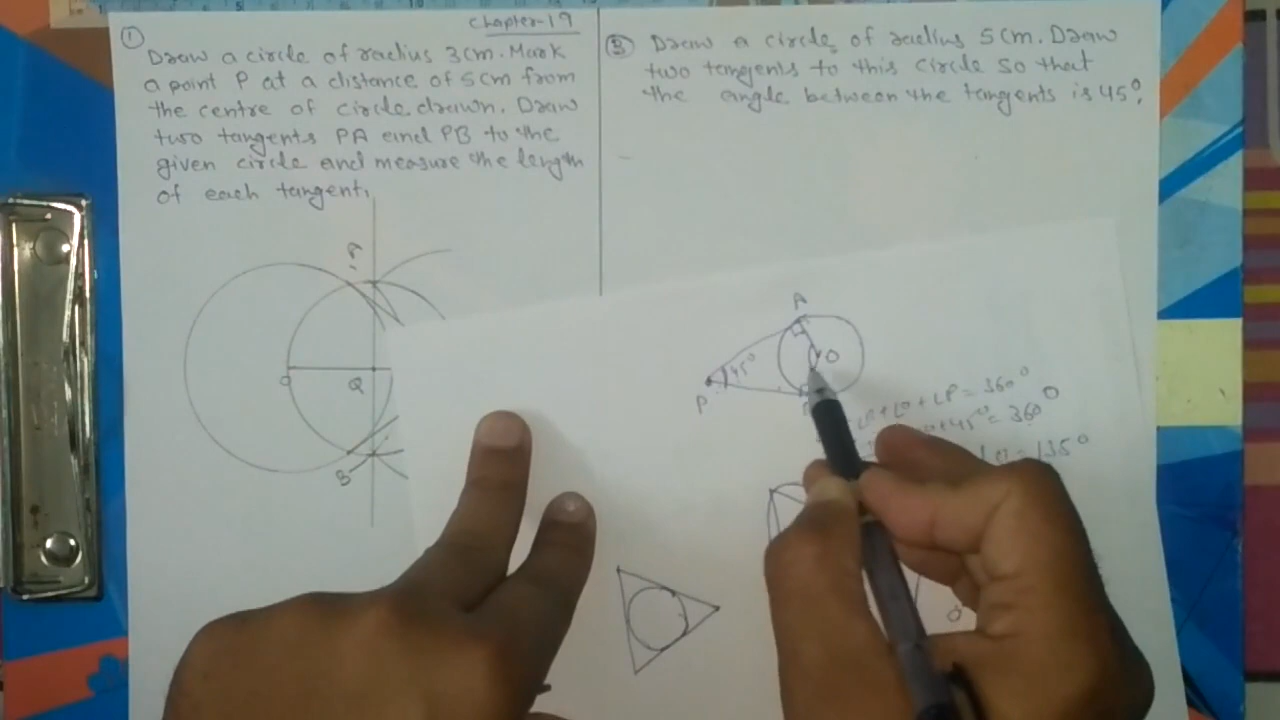 Chapter-19
①
Draw a circle of radius 3cm. Mark
a point P at a distance of 5cm from
the centre of circle drawn. Draw
two tangents PA and PB to the
given circle and measure the length
of each tangent.
③ Draw a circle of radius 5cm. Draw
two tangents to this circle so that
the angle between the tangents is 45°.
A
45°
O
P
+∠O+∠P=360°
+45°=360°
=135°
O
Q
B
O